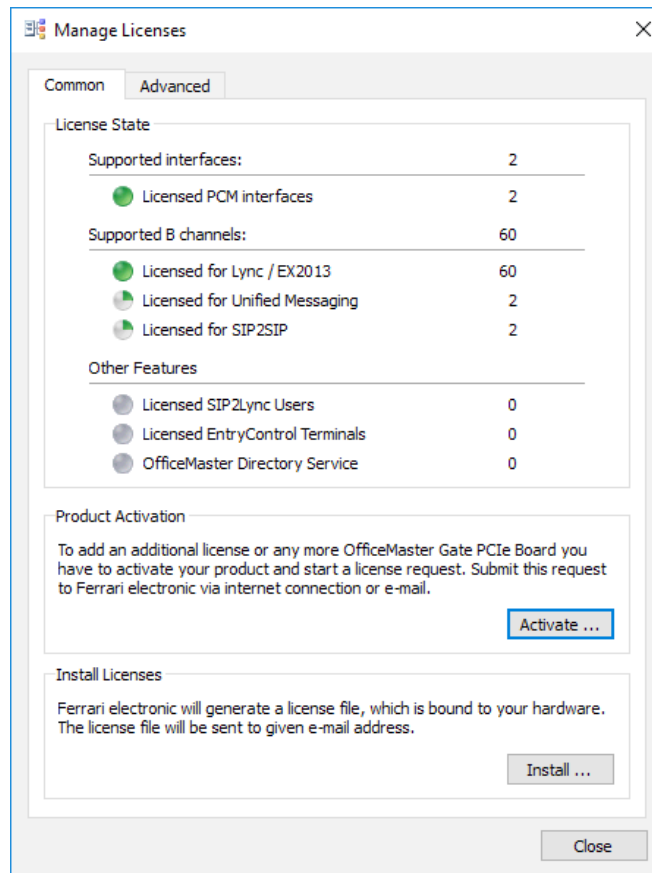 Manage Licenses
Common Advanced
License State
Supported interfaces: 2
Licensed PCM interfaces 2
Supported B channels: 60
Licensed for Lync / EX2013 60
Licensed for Unified Messaging 2
Licensed for SIP2SIP 2
Other Features
Licensed SIP2Lync Users 0
Licensed EntryControl Terminals 0
OfficeMaster Directory Service 0
Product Activation
To add an additional license or any more OfficeMaster Gate PCIe Board you
have to activate your product and start a license request. Submit this request
to Ferrari electronic via internet connection or e-mail.
Activate ...
Install Licenses
Ferrari electronic will generate a license file, which is bound to your hardware.
The license file will be sent to given e-mail address.
Install ...
Close